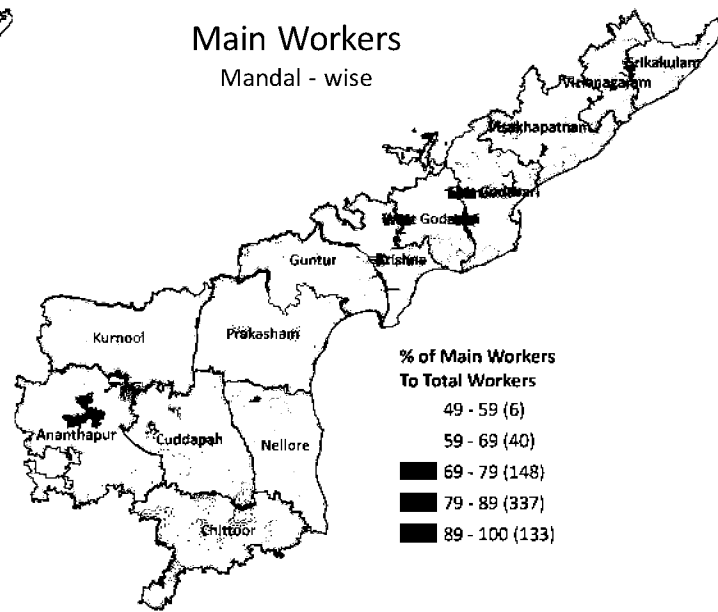 Main Workers
Mandal - wise
Srikakulam
Vizianagaram
Visakhapatnam
East Godavari
West Godavari
Krishna
Guntur
Prakasham
Kurnool
Ananthapur
Cuddapah
Nellore
Chittoor
% of Main Workers
To Total Workers
49 - 59 (6)
59 - 69 (40)
69 - 79 (148)
79 - 89 (337)
89 - 100 (133)